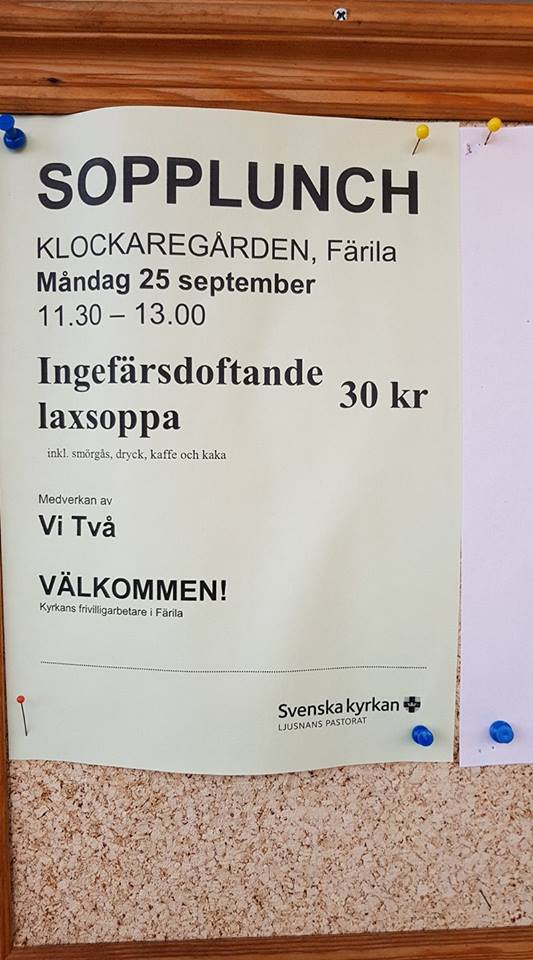 SOPPLUNCH
KLOCKAREGÅRDEN, Färila
Måndag 25 september
11.30 – 13.00
Ingefärsdoftande
laxsoppa
30 kr
inkl. smörgås, dryck, kaffe och kaka
Medverkan av
Vi Två
VÄLKOMMEN!
Kyrkans frivilligarbetare i Färila
Svenska kyrkan
LJUSNANS PASTORAT